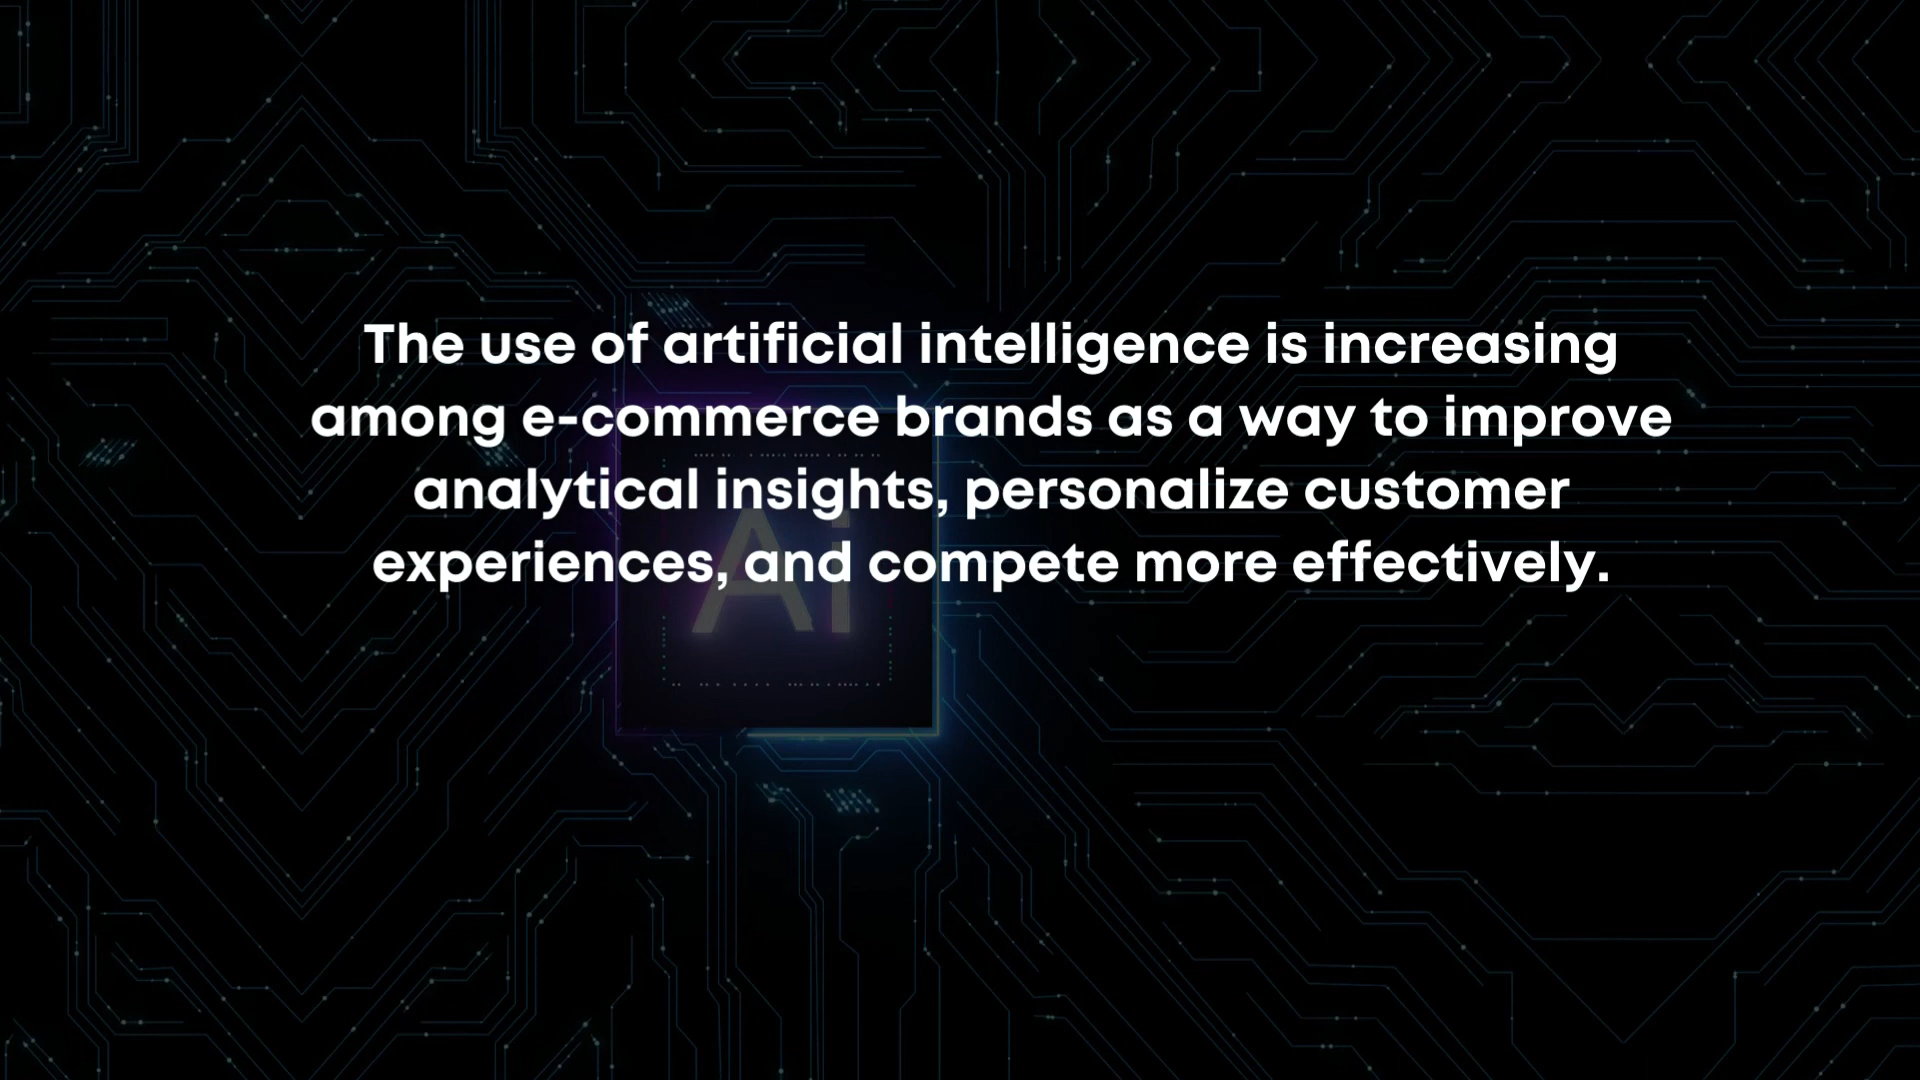 The use of artificial intelligence is increasing
among e-commerce brands as a way to improve
analytical insights, personalize customer
experiences, and compete more effectively.
Ai